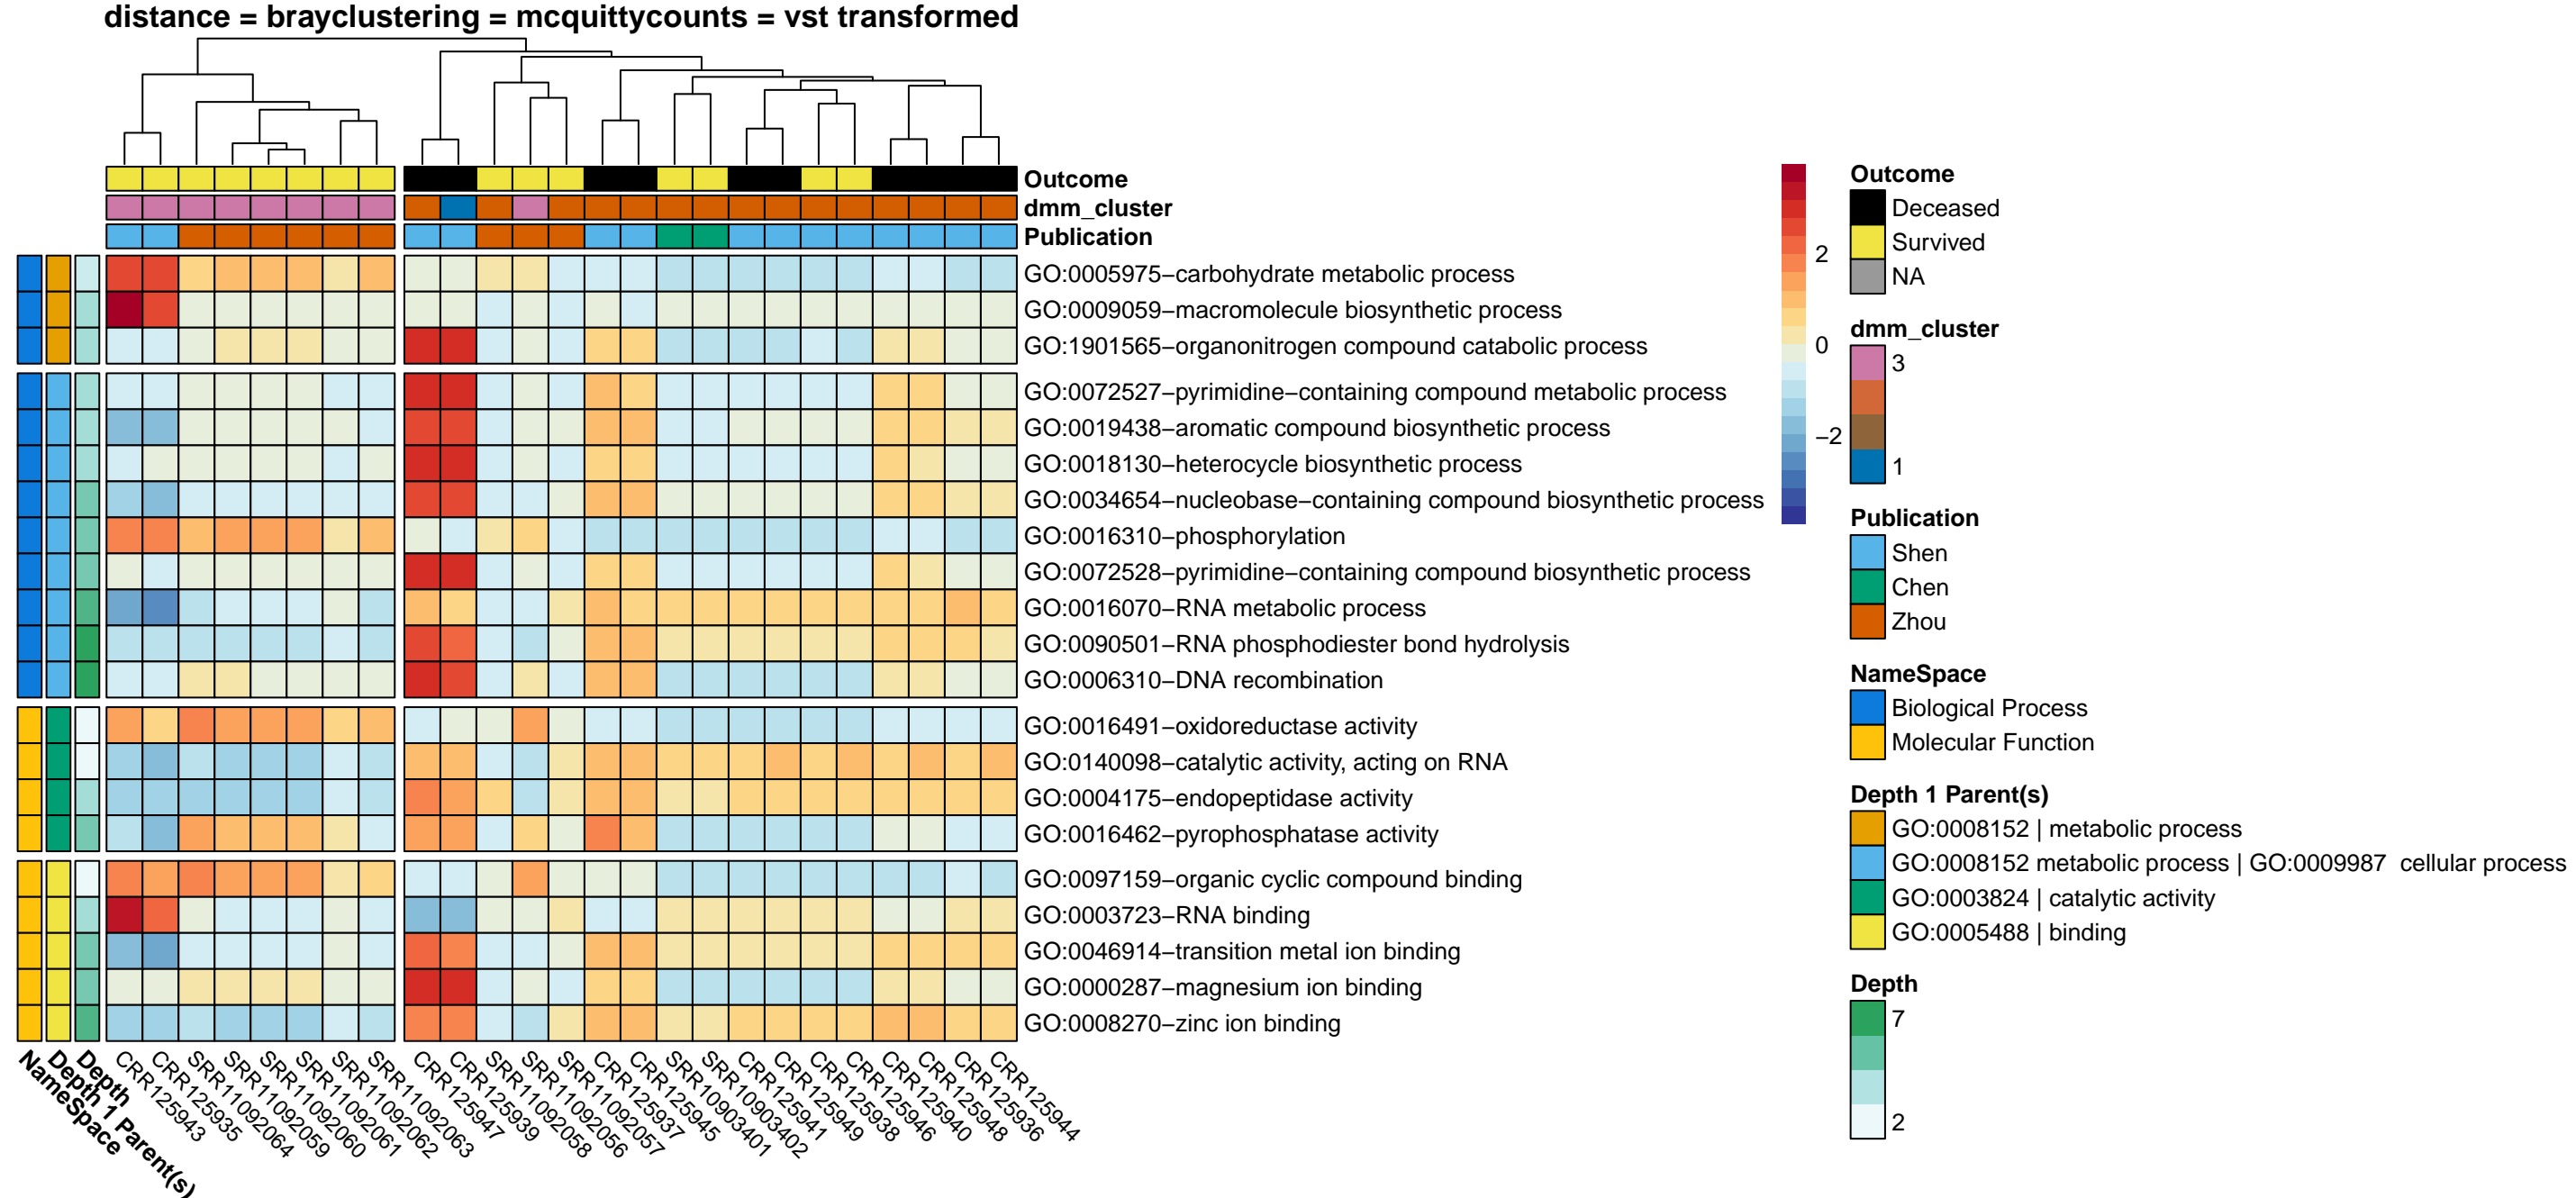 distance = brayclustering = mcquittycounts = vst transformed
Outcome
dmm_cluster
Publication
GO:0005975−carbohydrate metabolic process
GO:0009059−macromolecule biosynthetic process
GO:1901565−organonitrogen compound catabolic process
GO:0072527−pyrimidine−containing compound metabolic process
GO:0019438−aromatic compound biosynthetic process
GO:0018130−heterocycle biosynthetic process
GO:0034654−nucleobase−containing compound biosynthetic process
GO:0016310−phosphorylation
GO:0072528−pyrimidine−containing compound biosynthetic process
GO:0016070−RNA metabolic process
GO:0090501−RNA phosphodiester bond hydrolysis
GO:0006310−DNA recombination
GO:0016491−oxidoreductase activity
GO:0140098−catalytic activity, acting on RNA
GO:0004175−endopeptidase activity
GO:0016462−pyrophosphatase activity
GO:0097159−organic cyclic compound binding
GO:0003723−RNA binding
GO:0046914−transition metal ion binding
GO:0000287−magnesium ion binding
GO:0008270−zinc ion binding
NameSpace
Depth 1 Parent(s)
Depth
CRR125943
CRR125935
SRR11092064
SRR11092059
SRR11092060
SRR11092061
SRR11092062
SRR11092063
CRR125947
CRR125939
SRR11092058
SRR11092056
SRR11092057
CRR125937
CRR125945
SRR10903401
SRR10903402
CRR125941
CRR125949
CRR125938
CRR125946
CRR125940
CRR125948
CRR125936
CRR125944
2
0
−2
Outcome
Deceased
Survived
NA
dmm_cluster
3
1
Publication
Shen
Chen
Zhou
NameSpace
Biological Process
Molecular Function
Depth 1 Parent(s)
GO:0008152 | metabolic process
GO:0008152 metabolic process | GO:0009987  cellular process
GO:0003824 | catalytic activity
GO:0005488 | binding
Depth
7
2